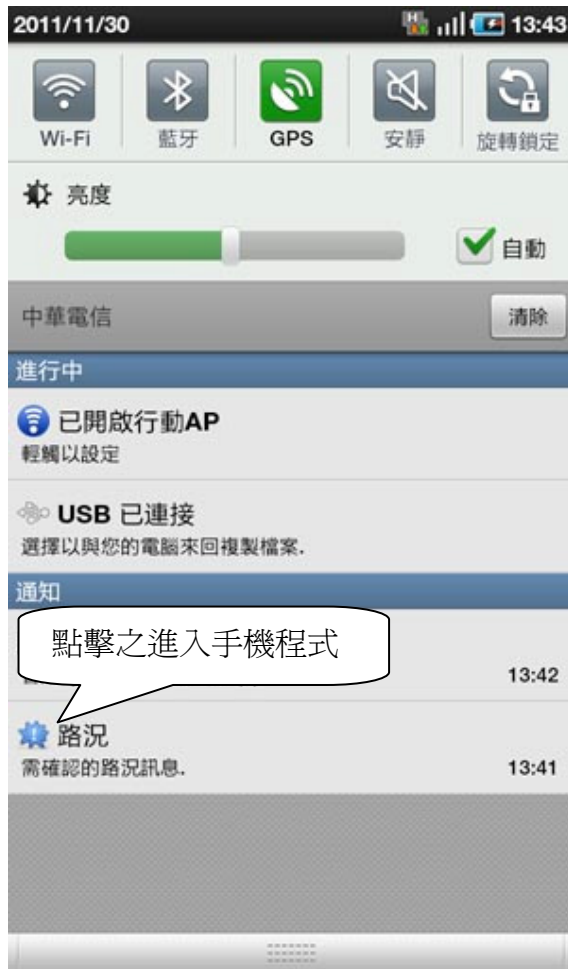 2011/11/30 13:43
Wi-Fi 藍牙 GPS 安靜 旋轉鎖定
亮度
自動
中華電信 清除
進行中
已開啟行動AP
輕觸以設定
USB 已連接
選擇以與您的電腦來回複製檔案.
通知
點擊之進入手機程式
13:42
路況
需確認的路況訊息. 13:41